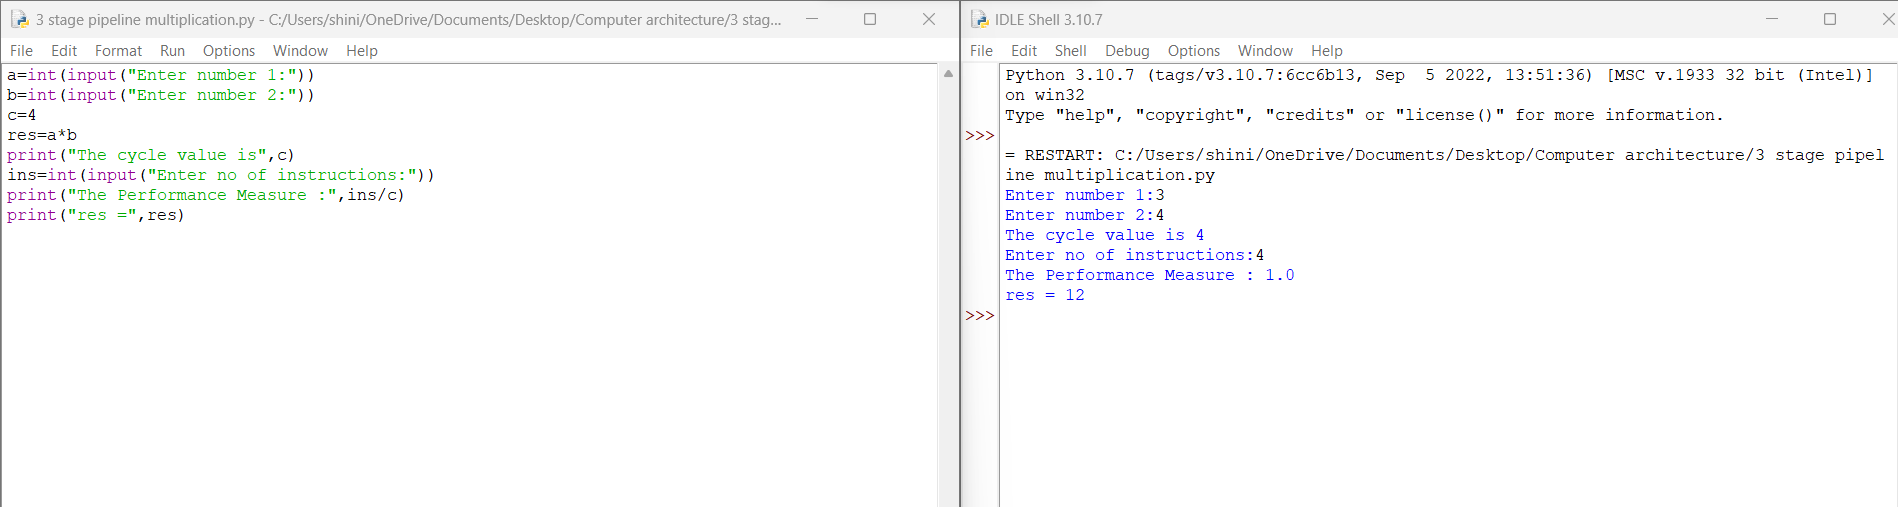 3 stage pipeline multiplication.py - C:/Users/shini/OneDrive/Documents/Desktop/Computer architecture/3 stag...
File Edit Format Run Options Window Help
a=int(input("Enter number 1:"))
b=int(input("Enter number 2:"))
c=4
res=a*b
print("The cycle value is",c)
ins=int(input("Enter no of instructions:"))
print("The Performance Measure :",ins/c)
print("res =",res)
IDLE Shell 3.10.7
File Edit Shell Debug Options Window Help
Python 3.10.7 (tags/v3.10.7:6cc6b13, Sep  5 2022, 13:51:36) [MSC v.1933 32 bit (Intel)]
on win32
Type "help", "copyright", "credits" or "license()" for more information.
>>>
= RESTART: C:/Users/shini/OneDrive/Documents/Desktop/Computer architecture/3 stage pipel
ine multiplication.py
Enter number 1:3
Enter number 2:4
The cycle value is 4
Enter no of instructions:4
The Performance Measure : 1.0
res = 12
>>>